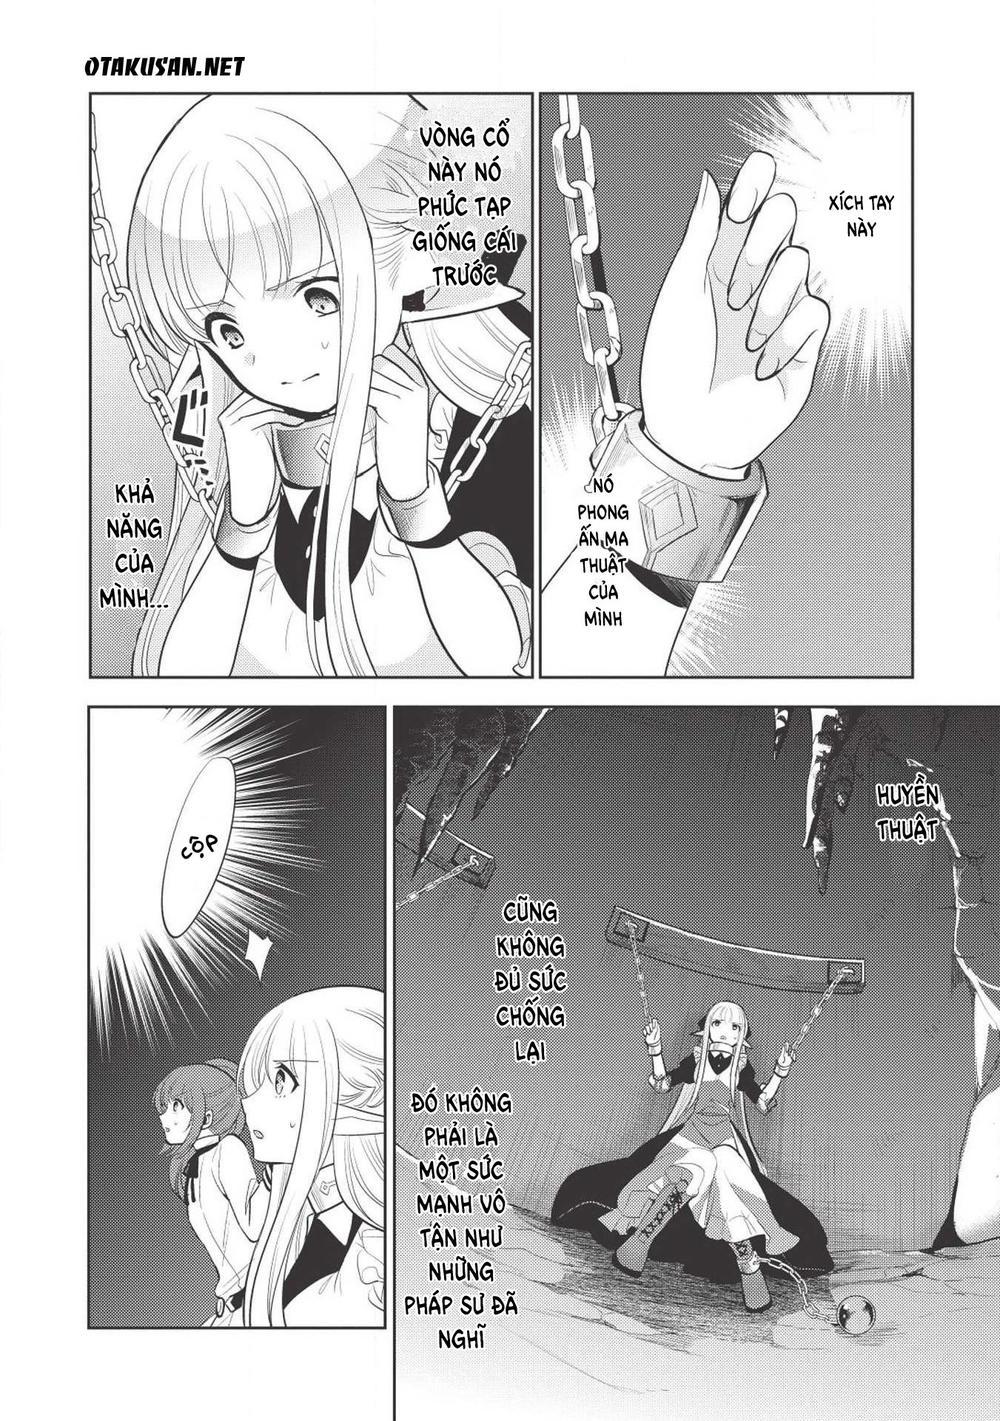 OTAKUSAN.NET
XÍCH TAY
NÀY
NÓ
PHONG
ẤN MA
THUẬT CỦA
MÌNH
VÒNG CỔ
NÀY NÓ
PHỨC TẠP
GIỐNG CÁI
TRƯỚC
KHẢ
NĂNG
CỦA
MÌNH...
HUYỀN
THUẬT
CŨNG
KHÔNG
ĐỦ SỨC
CHỐNG
LẠI
ĐÓ KHÔNG
PHẢI LÀ
MỘT SỨC
MẠNH VÔ
TẬN NHƯ
NHỮNG
PHÁP SƯ ĐÃ
NGHĨ
CỘP